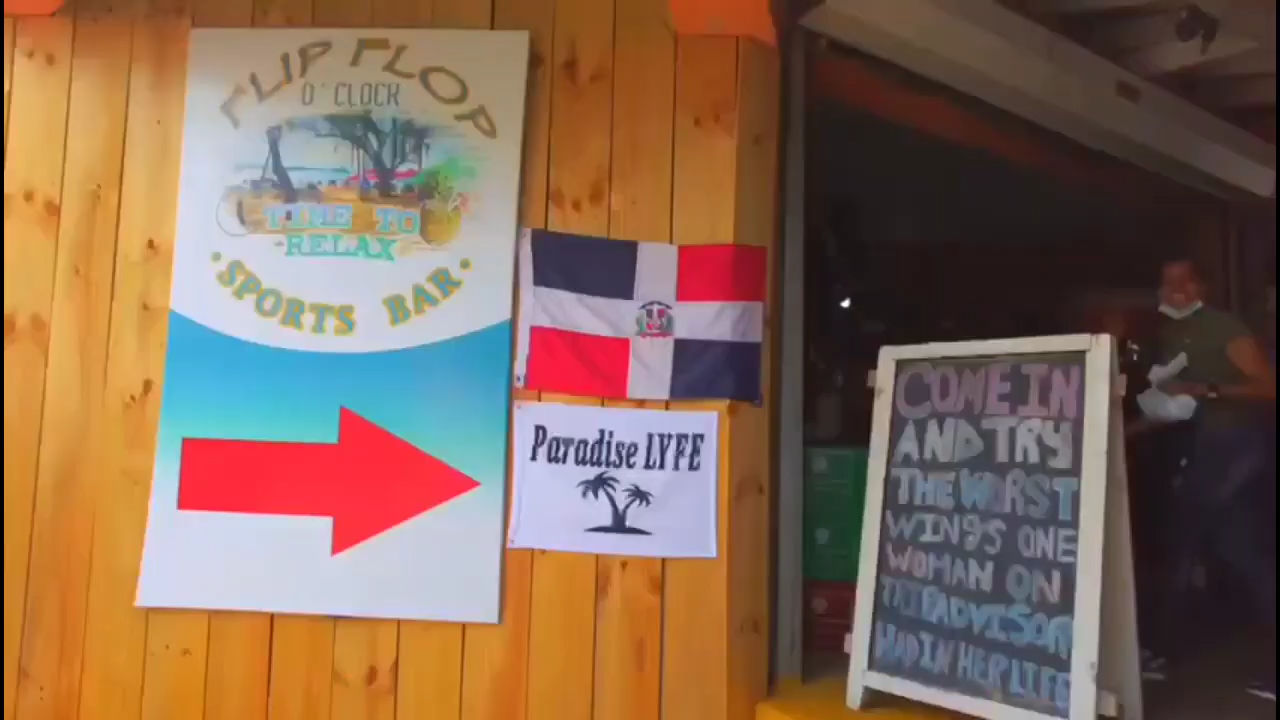 FLIP FLOP
O'CLOCK
TIME TO
RELAX
• SPORTS BAR •
Paradise LYFE
COME IN
AND TRY
THE WORST
WINGS ONE
WOMAN ON
TRIPADVISOR
HAD IN HER LIFE